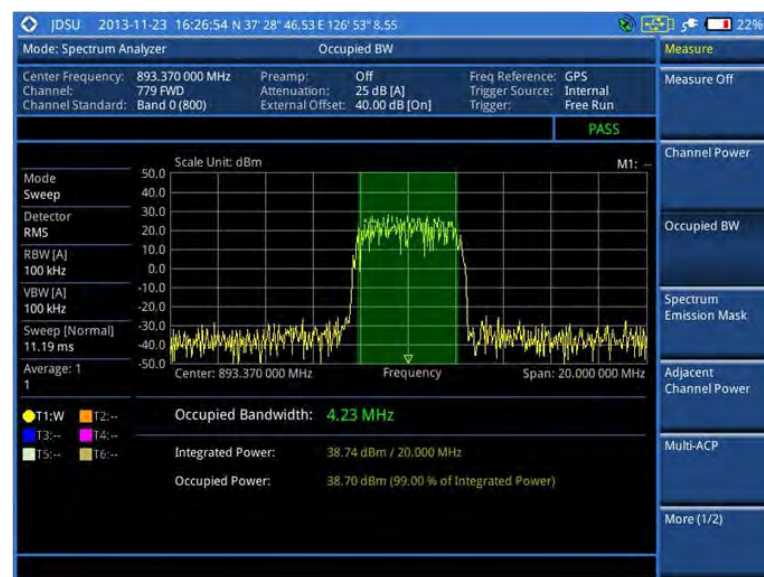 JDSU 2013-11-23 16:26:54 N 37° 28" 46.53 E 126° 53" 8.55 22%
Mode: Spectrum Analyzer Occupied BW Measure
Center Frequency: 893.370 000 MHz Preamp: Off Freq Reference: GPS
Channel: 779 FWD Attenuation: 25 dB [A] Trigger Source: Internal
Channel Standard: Band 0 (800) External Offset: 40.00 dB [On] Trigger: Free Run
PASS
Scale Unit: dBm M1: --
Mode
Sweep
Detector
RMS
RBW [A]
100 kHz
VBW [A]
100 kHz
Sweep [Normal]
11.19 ms
Average: 1
1
50.0
40.0
30.0
20.0
10.0
0.0
-10.0
-20.0
-30.0
-40.0
-50.0
Center: 893.370 000 MHz Frequency Span: 20.000 000 MHz
T1:W T2:--
T3:-- T4:--
T5:-- T6:--
Occupied Bandwidth: 4.23 MHz
Integrated Power: 38.74 dBm / 20.000 MHz
Occupied Power: 38.70 dBm (99.00 % of Integrated Power)
Measure Off
Channel Power
Occupied BW
Spectrum
Emission Mask
Adjacent
Channel Power
Multi-ACP
More (1/2)